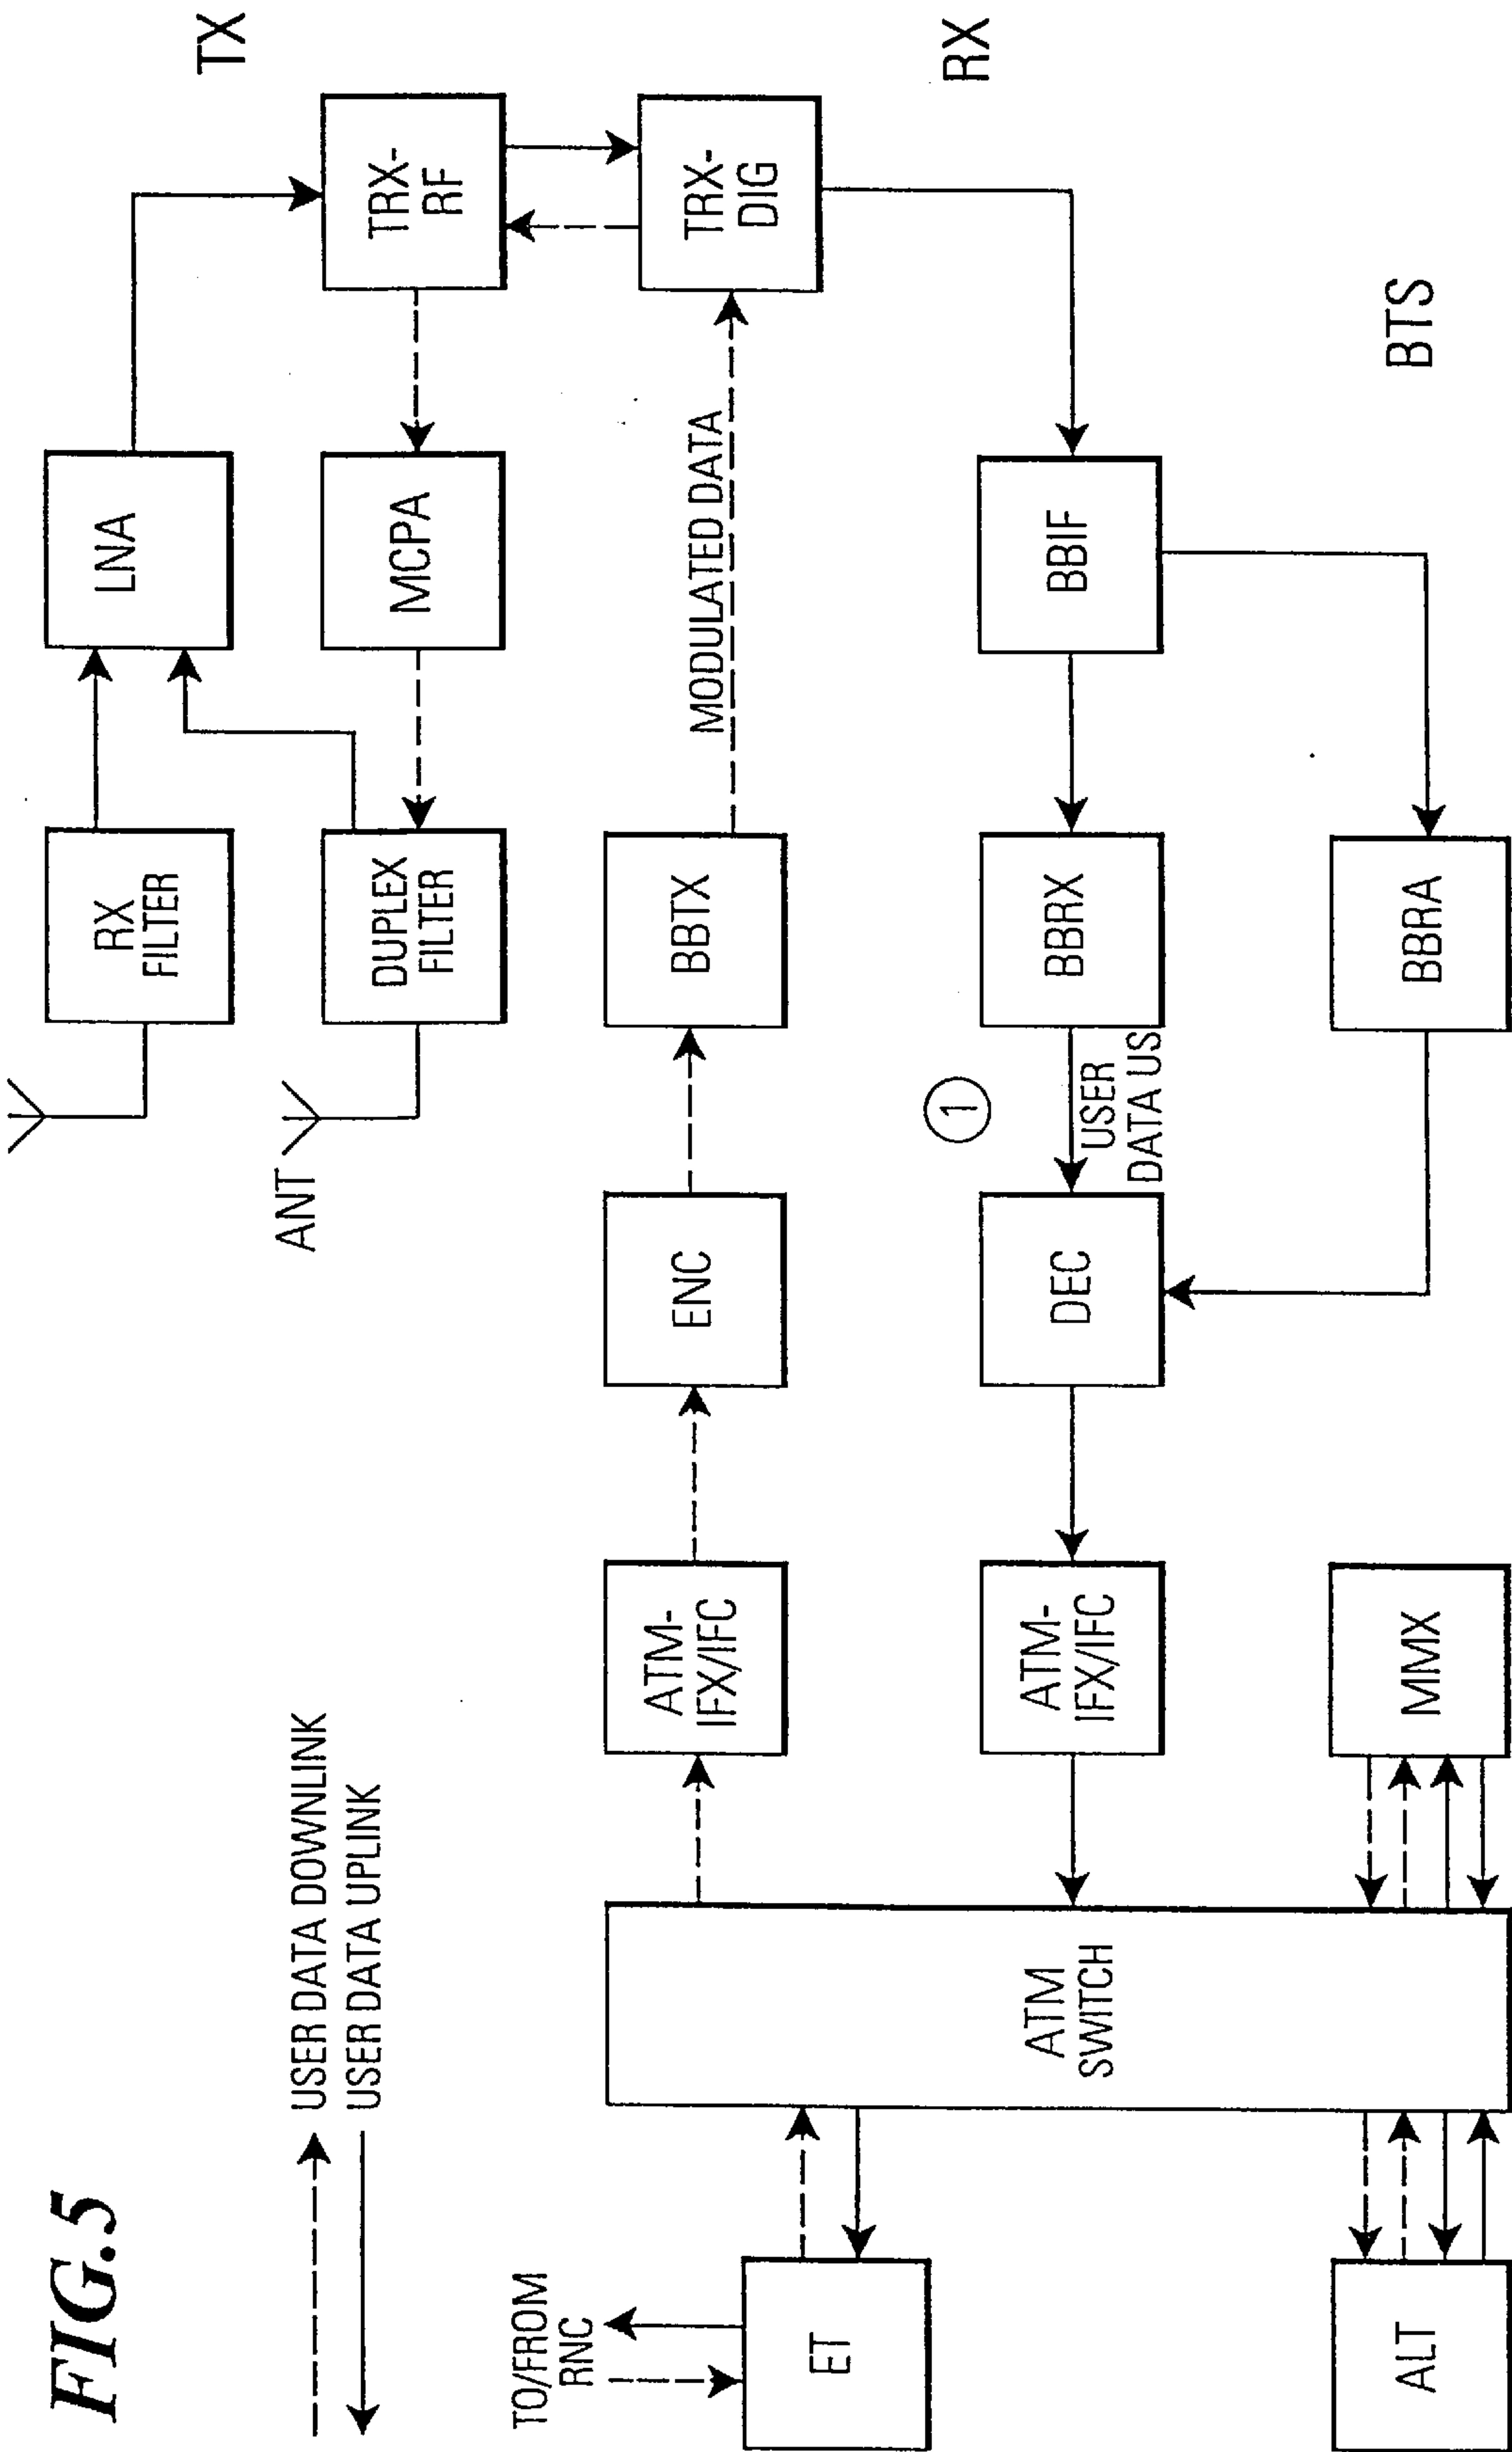 FIG.5
USER DATA DOWNLINK
USER DATA UPLINK
ANT
RX
FILTER
LNA
TX
DUPLEX
FILTER
MCPA
TRX-
RF
TO/FROM
RNC
ET
ATM
SWITCH
ATM-
IFX/IFC
ENC
BBTX
MODULATED DATA
TRX-
DIG
RX
1
ATM-
IFX/IFC
DEC
USER
DATA US
BBRX
BBIF
ALT
MMX
BBRA
BTS